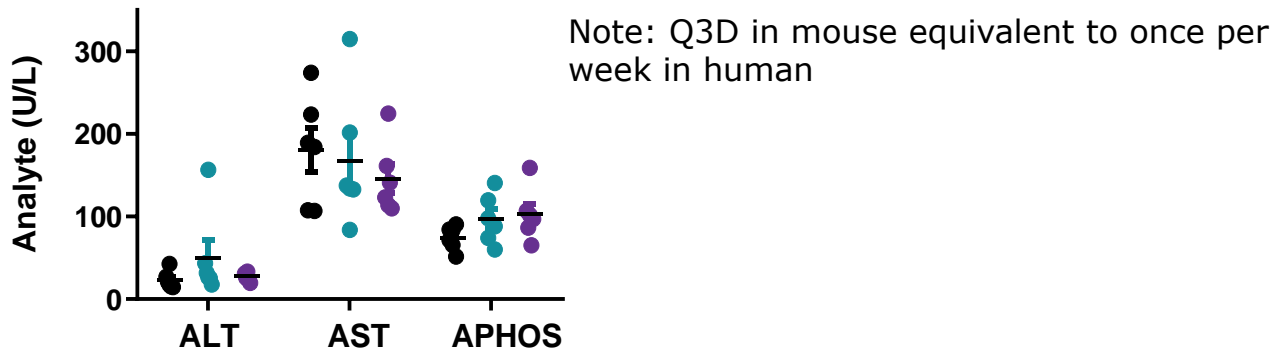 Note: Q3D in mouse equivalent to once per
week in human
Analyte (U/L)
300
200
100
0
ALT AST APHOS